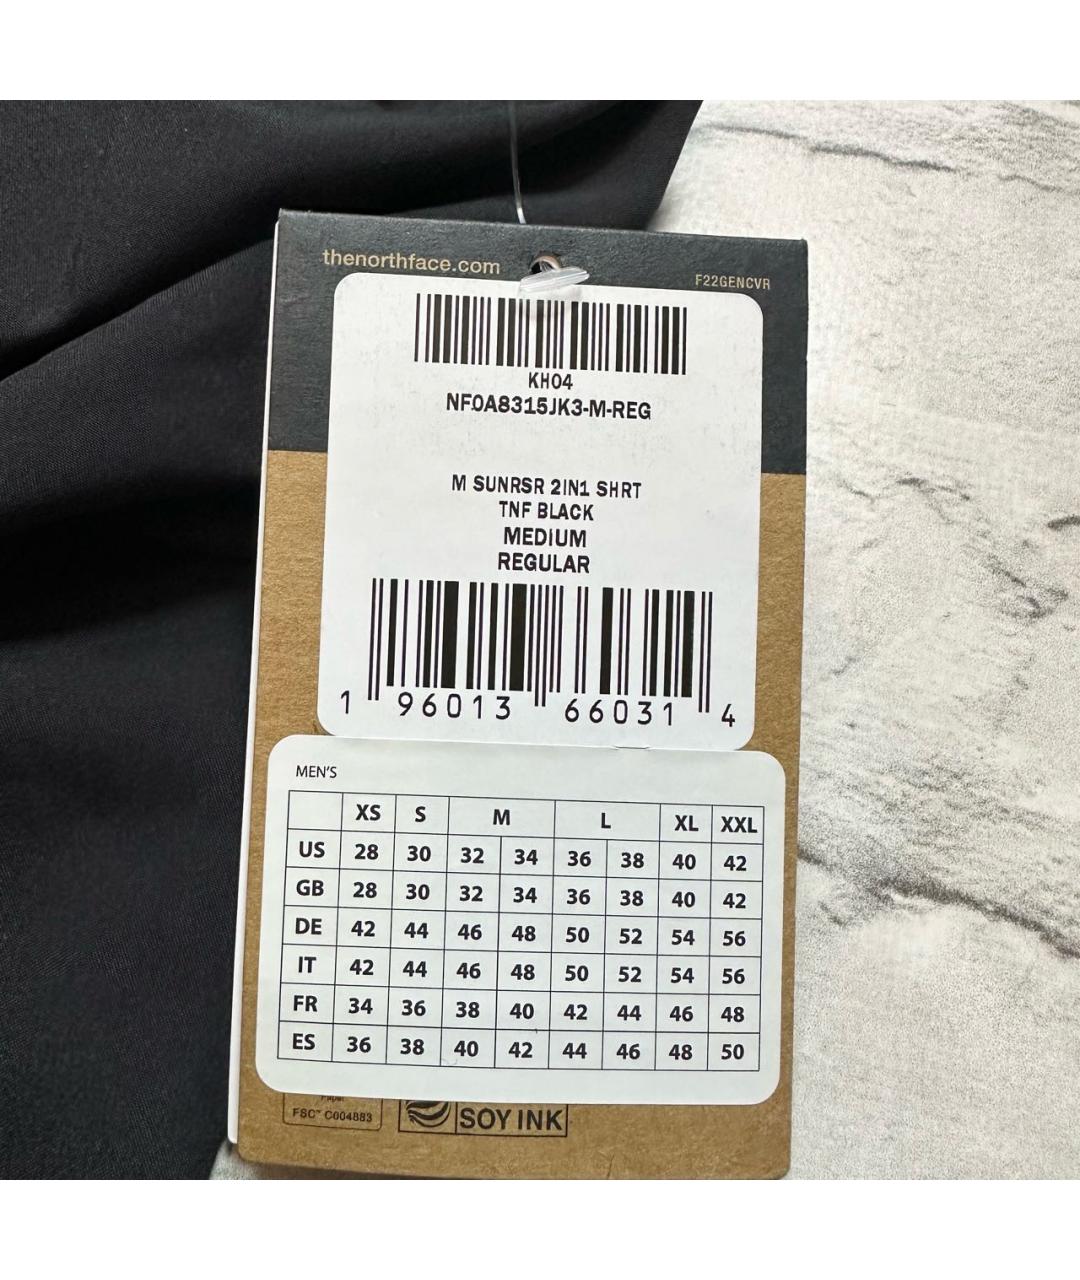 thenorthface.com
F22GENCVR
KH04
NF0A8315JK3-M-REG
M SUNRSR 2IN1 SHRT
TNF BLACK
MEDIUM
REGULAR
1 96013 66031 4
MEN'S
XS S M L XL XXL
US 28 30 32 34 36 38 40 42
GB 28 30 32 34 36 38 40 42
DE 42 44 46 48 50 52 54 56
IT 42 44 46 48 50 52 54 56
FR 34 36 38 40 42 44 46 48
ES 36 38 40 42 44 46 48 50
Paper
FSC™ C004883
SOY INK